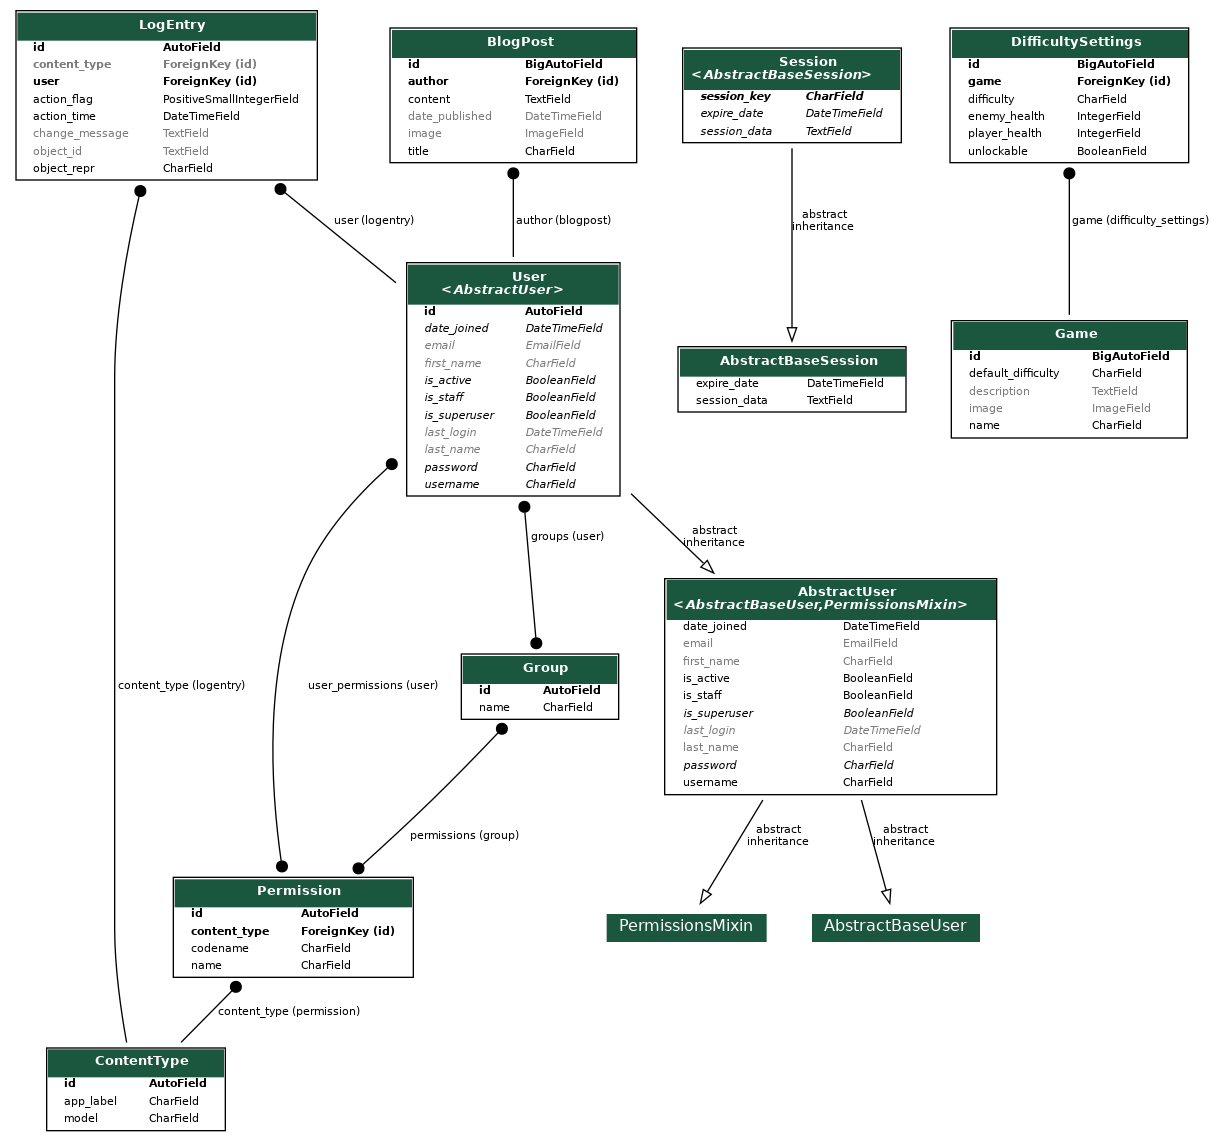 LogEntry
id AutoField
content_type ForeignKey (id)
user ForeignKey (id)
action_flag PositiveSmallIntegerField
action_time DateTimeField
change_message TextField
object_id TextField
object_repr CharField
BlogPost
id BigAutoField
author ForeignKey (id)
content TextField
date_published DateTimeField
image ImageField
title CharField
Session
<AbstractBaseSession>
session_key CharField
expire_date DateTimeField
session_data TextField
DifficultySettings
id BigAutoField
game ForeignKey (id)
difficulty CharField
enemy_health IntegerField
player_health IntegerField
unlockable BooleanField
user (logentry)
author (blogpost)
abstract
inheritance
game (difficulty_settings)
User
<AbstractUser>
id AutoField
date_joined DateTimeField
email EmailField
first_name CharField
is_active BooleanField
is_staff BooleanField
is_superuser BooleanField
last_login DateTimeField
last_name CharField
password CharField
username CharField
AbstractBaseSession
expire_date DateTimeField
session_data TextField
Game
id BigAutoField
default_difficulty CharField
description TextField
image ImageField
name CharField
groups (user)
abstract
inheritance
content_type (logentry)
user_permissions (user)
Group
id AutoField
name CharField
AbstractUser
<AbstractBaseUser,PermissionsMixin>
date_joined DateTimeField
email EmailField
first_name CharField
is_active BooleanField
is_staff BooleanField
is_superuser BooleanField
last_login DateTimeField
last_name CharField
password CharField
username CharField
permissions (group)
abstract
inheritance
abstract
inheritance
Permission
id AutoField
content_type ForeignKey (id)
codename CharField
name CharField
PermissionsMixin
AbstractBaseUser
content_type (permission)
ContentType
id AutoField
app_label CharField
model CharField